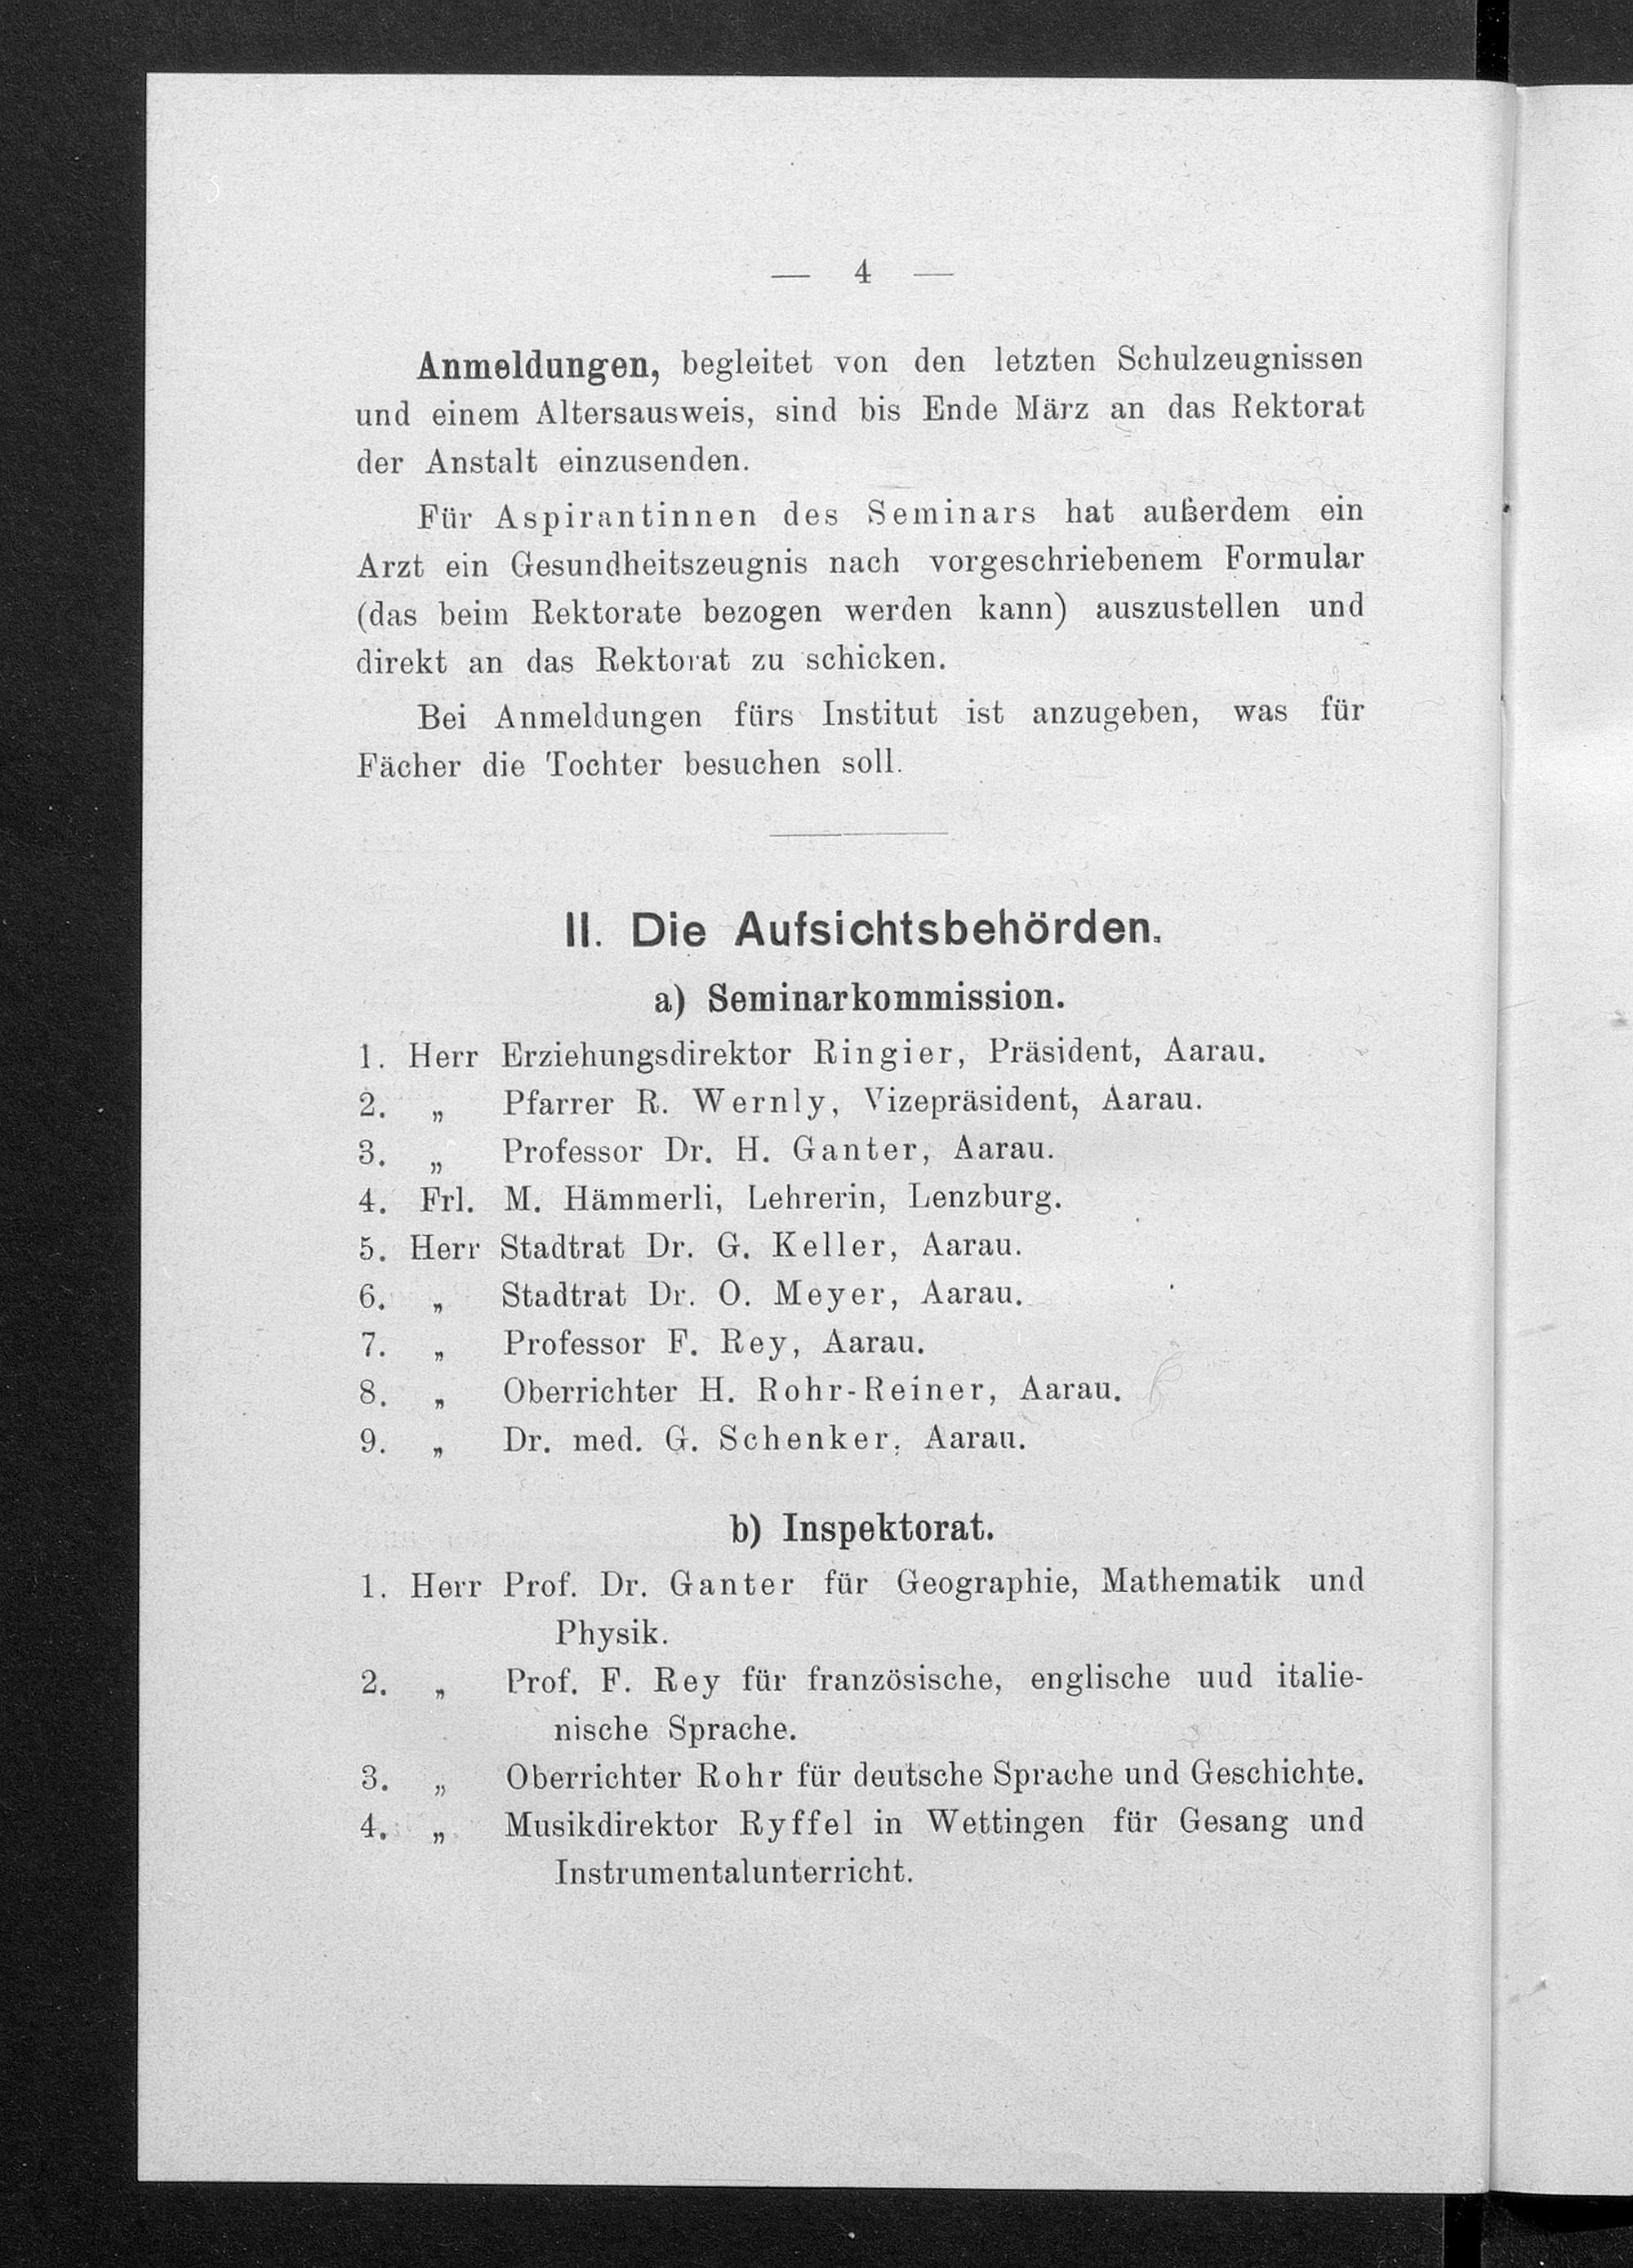 — 4 —
Anmeldungen, begleitet von den letzten Schulzeugnissen
und einem Altersausweis, sind bis Ende März an das Rektorat
der Anstalt einzusenden.
Für Aspirantinnen des Seminars hat außerdem ein
Arzt ein Gesundheitszeugnis nach vorgeschriebenem Formular
(das beim Rektorate bezogen werden kann) auszustellen und
direkt an das Rektorat zu schicken.
Bei Anmeldungen fürs Institut ist anzugeben, was für
Fächer die Tochter besuchen soll.
II. Die Aufsichtsbehörden.
a) Seminarkommission.
1. Herr Erziehungsdirektor Ringier, Präsident, Aarau.
2. „ Pfarrer R. Wernly, Vizepräsident, Aarau.
3. „ Professor Dr. H. Ganter, Aarau.
4. Frl. M. Hämmerli, Lehrerin, Lenzburg.
5. Herr Stadtrat Dr. G. Keller, Aarau.
6. „ Stadtrat Dr. O. Meyer, Aarau.
7. „ Professor F. Rey, Aarau.
8. „ Oberrichter H. Rohr-Reiner, Aarau.
9. „ Dr. med. G. Schenker, Aarau.
b) Inspektorat.
1. Herr Prof. Dr. Ganter für Geographie, Mathematik und
Physik.
2. „ Prof. F. Rey für französische, englische uud italie-
nische Sprache.
3. „ Oberrichter Rohr für deutsche Sprache und Geschichte.
4. „ Musikdirektor Ryffel in Wettingen für Gesang und
Instrumentalunterricht.